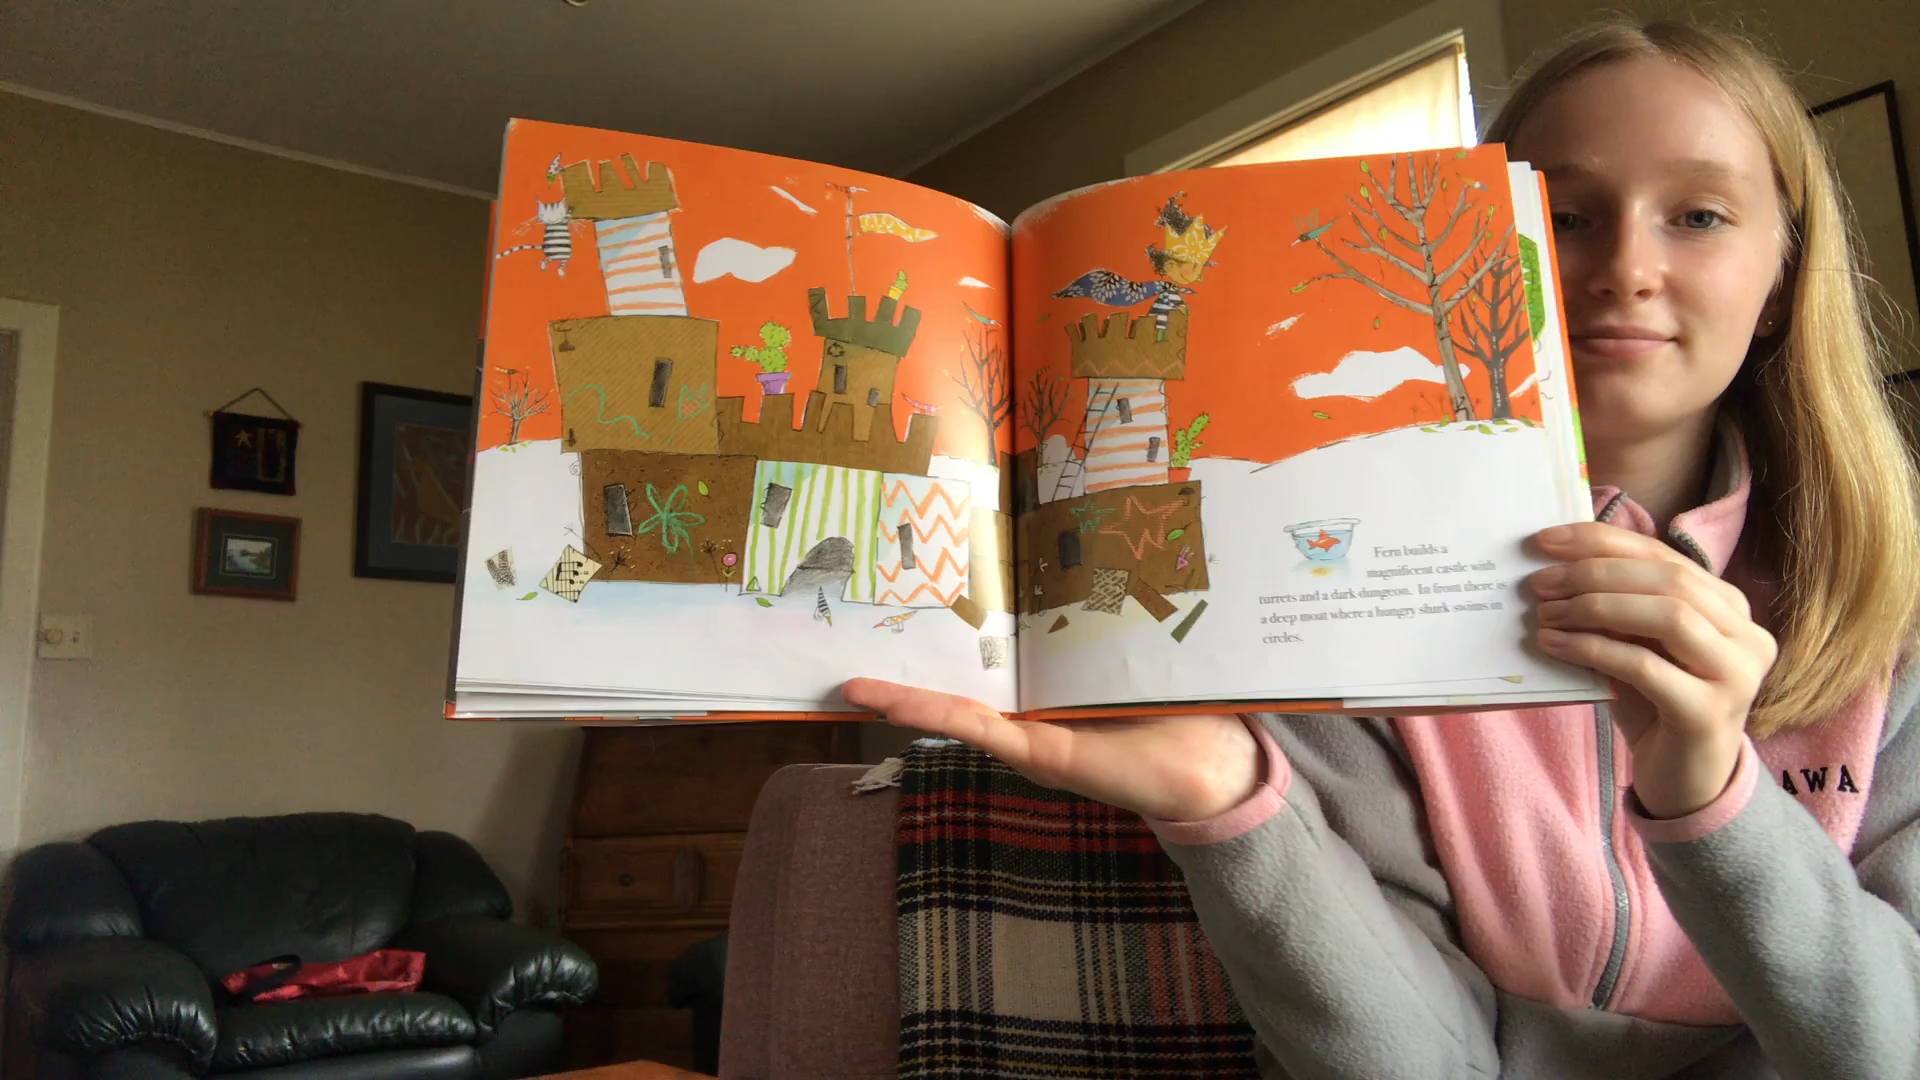 Fern builds a
magnificent castle with
turrets and a dark dungeon. In front there is
a deep moat where a hungry shark swims in
circles.
AWA